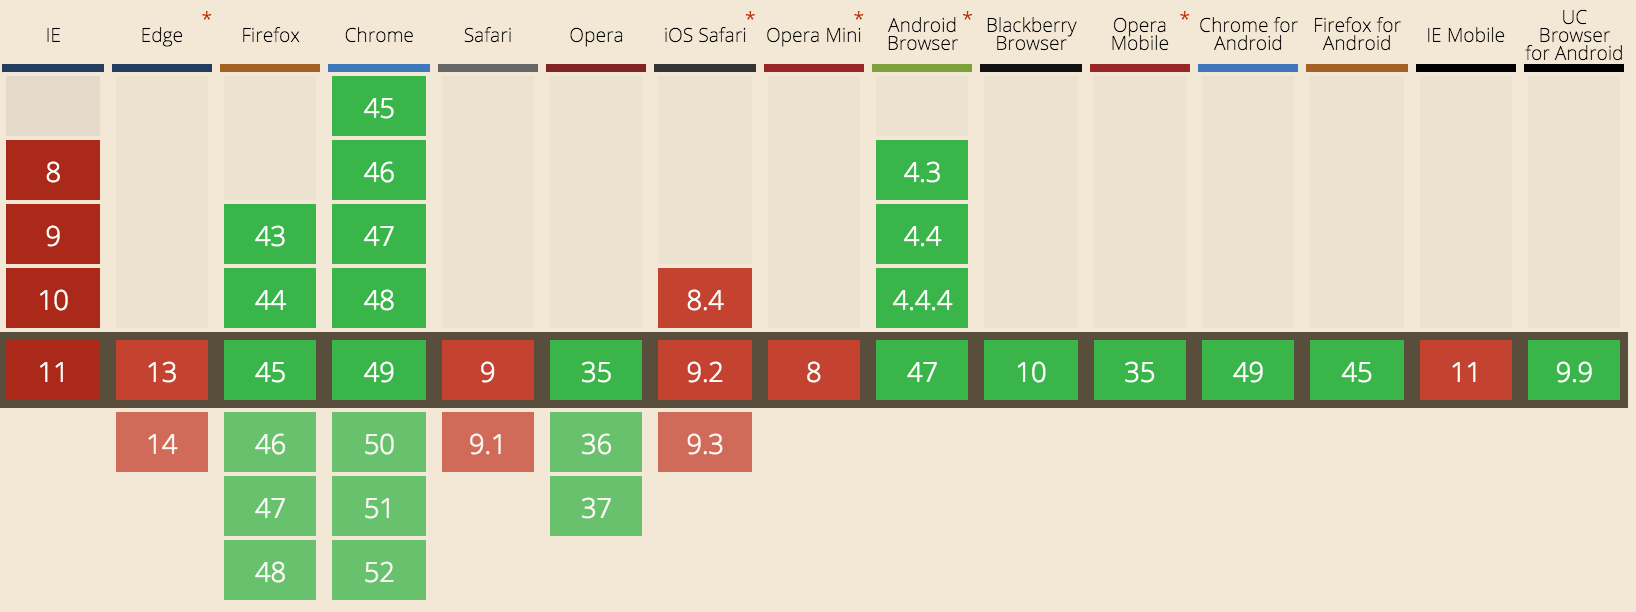 IE Edge * Firefox Chrome Safari Opera iOS Safari * Opera Mini * Android Browser * Blackberry Browser Opera Mobile * Chrome for Android Firefox for Android IE Mobile UC Browser for Android
45
8 46 4.3
9 43 47 4.4
10 44 48 8.4 4.4.4
11 13 45 49 9 35 9.2 8 47 10 35 49 45 11 9.9
14 46 50 9.1 36 9.3
47 51 37
48 52